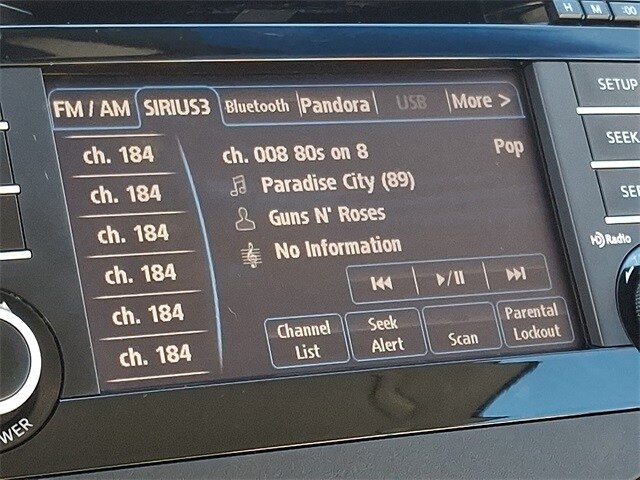 H M :00
FM / AM SIRIUS3 Bluetooth Pandora USB More >
SETUP
ch. 184
ch. 184
ch. 184
ch. 184
ch. 184
ch. 184
ch. 008 80s on 8 Pop
Paradise City (89)
Guns N' Roses
No Information
SEEK
HD Radio
Channel List
Seek Alert
Scan
Parental Lockout